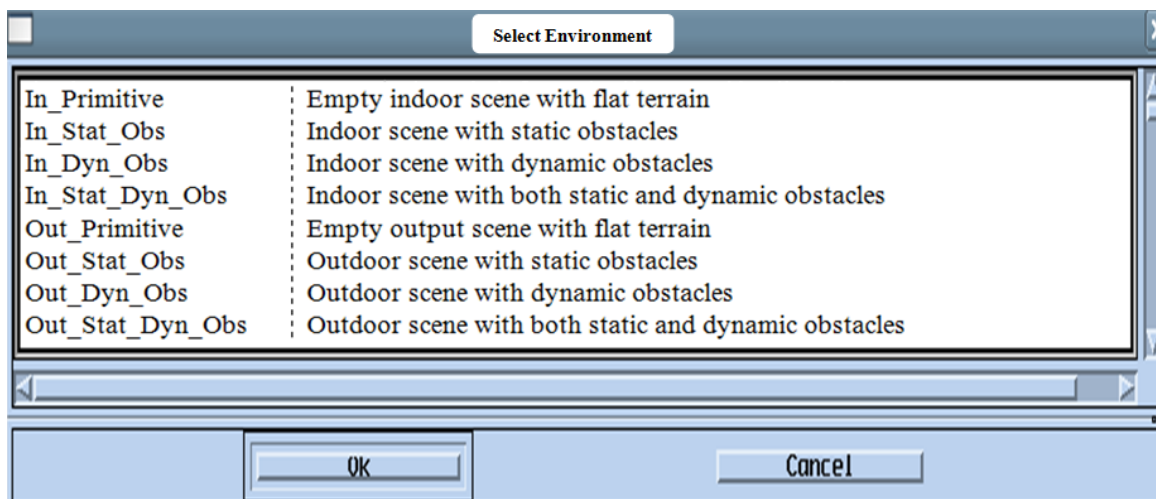 Select Environment
In_Primitive Empty indoor scene with flat terrain
In_Stat_Obs Indoor scene with static obstacles
In_Dyn_Obs Indoor scene with dynamic obstacles
In_Stat_Dyn_Obs Indoor scene with both static and dynamic obstacles
Out_Primitive Empty output scene with flat terrain
Out_Stat_Obs Outdoor scene with static obstacles
Out_Dyn_Obs Outdoor scene with dynamic obstacles
Out_Stat_Dyn_Obs Outdoor scene with both static and dynamic obstacles
Ok Cancel